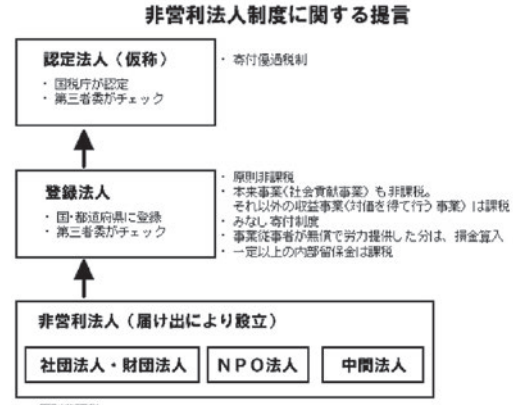 非営利法人制度に関する提言
認定法人(仮称)
・ 国税庁が認定
・ 第三者委がチェック
・ 寄付優遇税制
登録法人
・ 国・都道府県に登録
・ 第三者委がチェック
・ 原則非課税
・ 本来事業(社会貢献事業)も非課税。
それ以外の収益事業(対価を得て行う事業)は課税
・ みなし寄付制度
・ 事業従事者が無償で労力提供した分は、損金算入
・ 一定以上の内部留保金は課税
非営利法人(届け出により設立)
社団法人・財団法人
NPO法人
中間法人